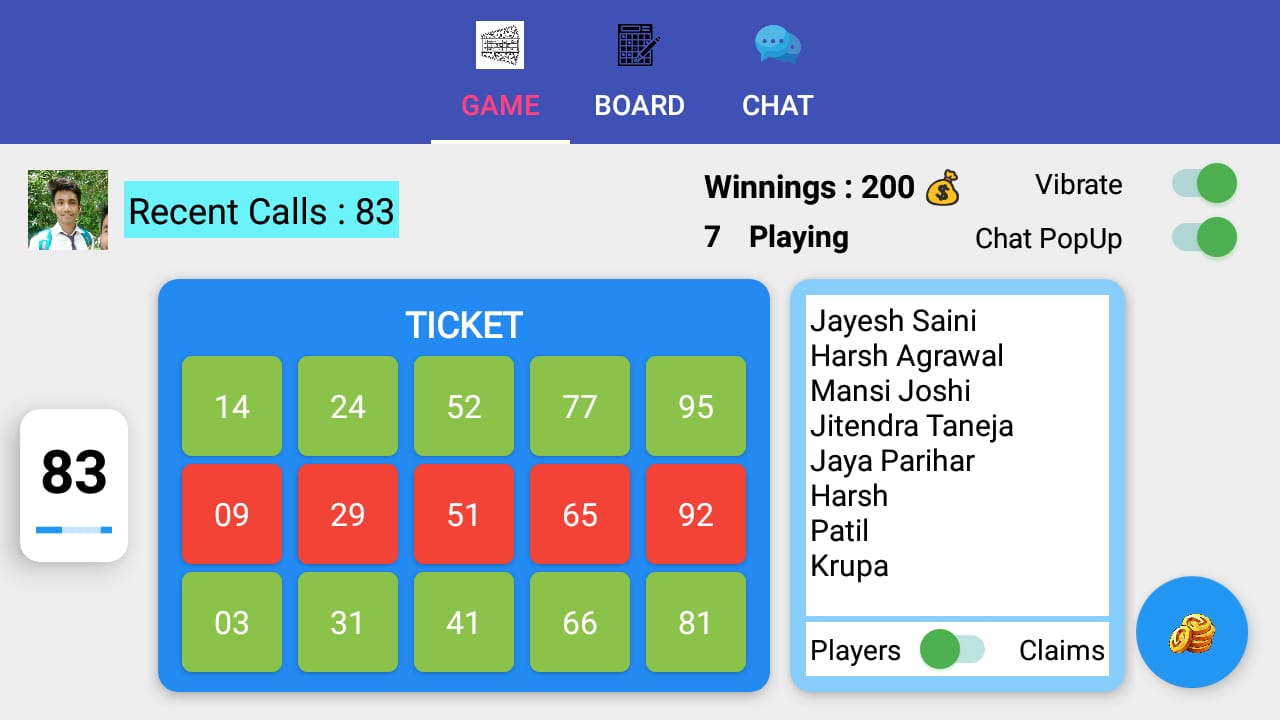 GAME
BOARD
CHAT
Recent Calls : 83
Winnings : 200
7 Playing
Vibrate
Chat PopUp
83
TICKET
14 24 52 77 95
09 29 51 65 92
03 31 41 66 81
Jayesh Saini
Harsh Agrawal
Mansi Joshi
Jitendra Taneja
Jaya Parihar
Harsh
Patil
Krupa
Players Claims